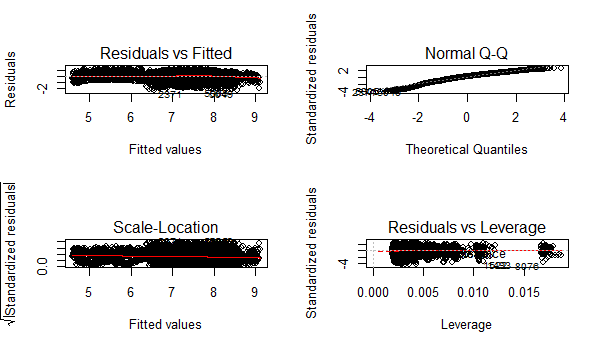 Residuals vs Fitted
Residuals
-2
2371
5 6 7 8 9
Fitted values
Normal Q-Q
Standardized residuals
2
-4
-4 -2 0 2 4
Theoretical Quantiles
Scale-Location
√|Standardized residuals|
0.0
5 6 7 8 9
Fitted values
Residuals vs Leverage
Standardized residuals
-4
8076
0.000 0.005 0.010 0.015
Leverage